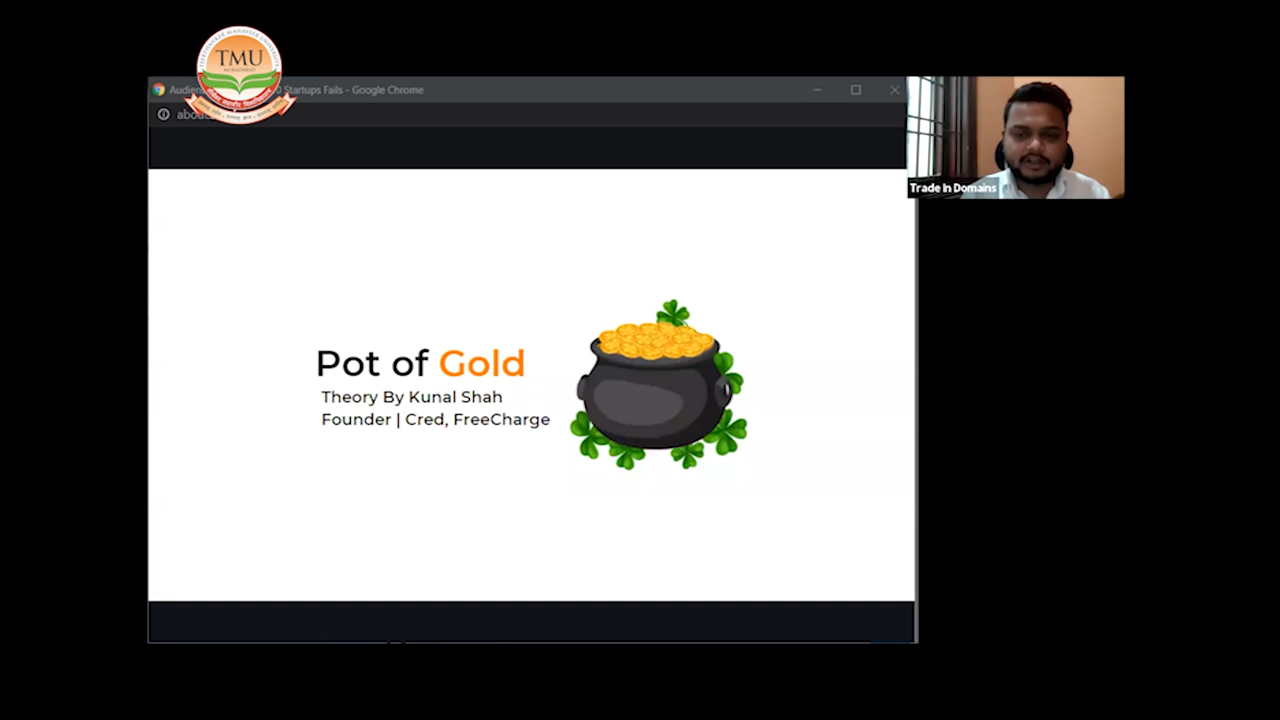 TMU
Startups Fails - Google Chrome
Trade In Domains
Pot of Gold
Theory By Kunal Shah
Founder | Cred, FreeCharge